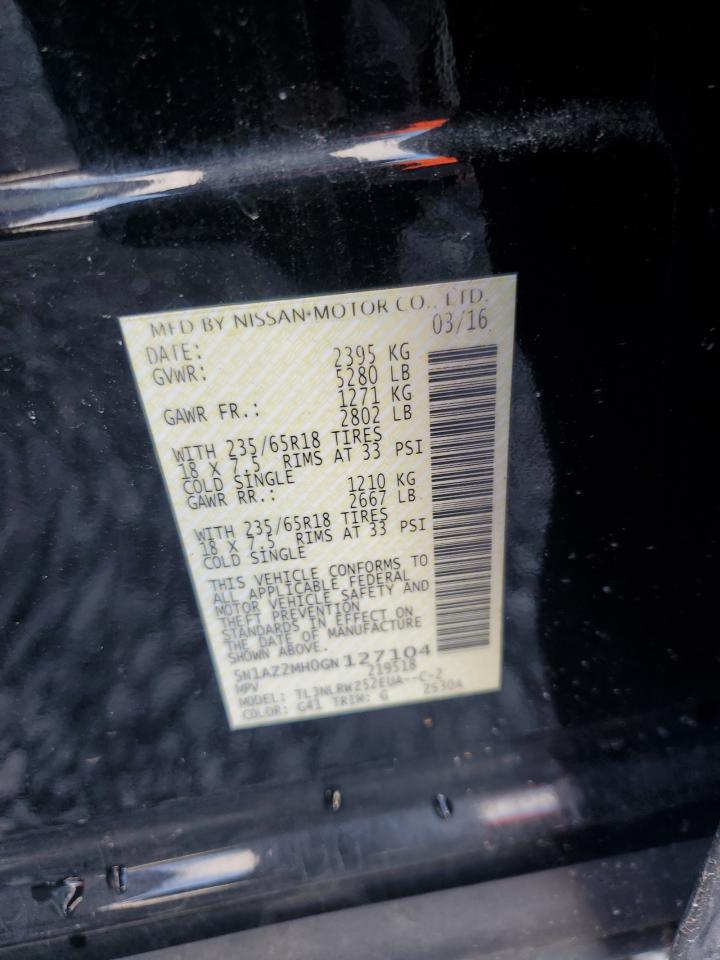 MFD BY NISSAN MOTOR CO., LTD.
DATE: 03/16
GVWR: 2395 KG
5280 LB
GAWR FR.: 1271 KG
2802 LB
WITH 235/65R18 TIRES
18 X 7.5 RIMS AT 33 PSI
COLD SINGLE
GAWR RR.: 1210 KG
2667 LB
WITH 235/65R18 TIRES
18 X 7.5 RIMS AT 33 PSI
COLD SINGLE
THIS VEHICLE CONFORMS TO
ALL APPLICABLE FEDERAL
MOTOR VEHICLE SAFETY AND
THEFT PREVENTION
STANDARDS IN EFFECT ON
THE DATE OF MANUFACTURE
SHOWN ABOVE.
5N1AZ2MH0GN127104
MPV 219518
MODEL: TL3NLRWZ52EUA--C-2
COLOR: G41 TRIM: G 2S30A